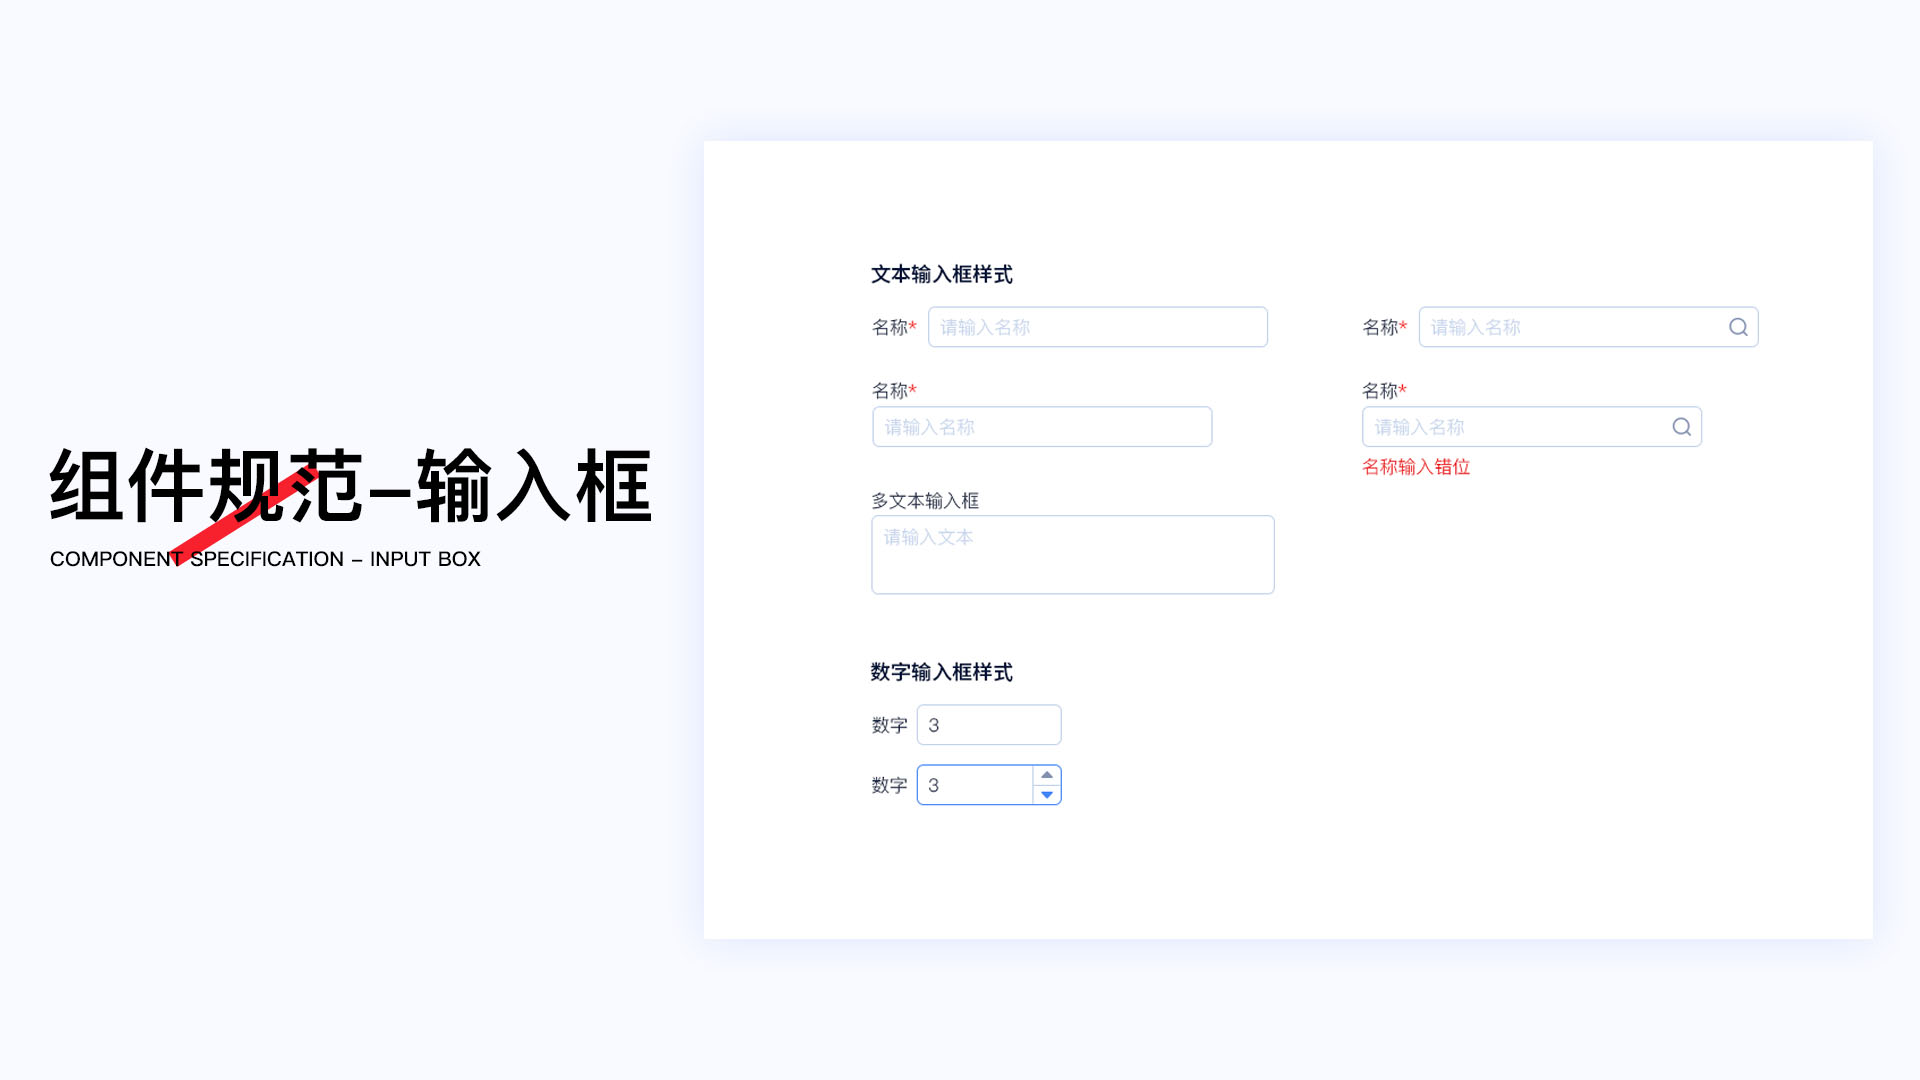 组件规范–输入框
COMPONENT SPECIFICATION – INPUT BOX
文本输入框样式
名称* 请输入名称
名称* 请输入名称
名称*
请输入名称
名称*
请输入名称
名称输入错位
多文本输入框
请输入文本
数字输入框样式
数字 3
数字 3